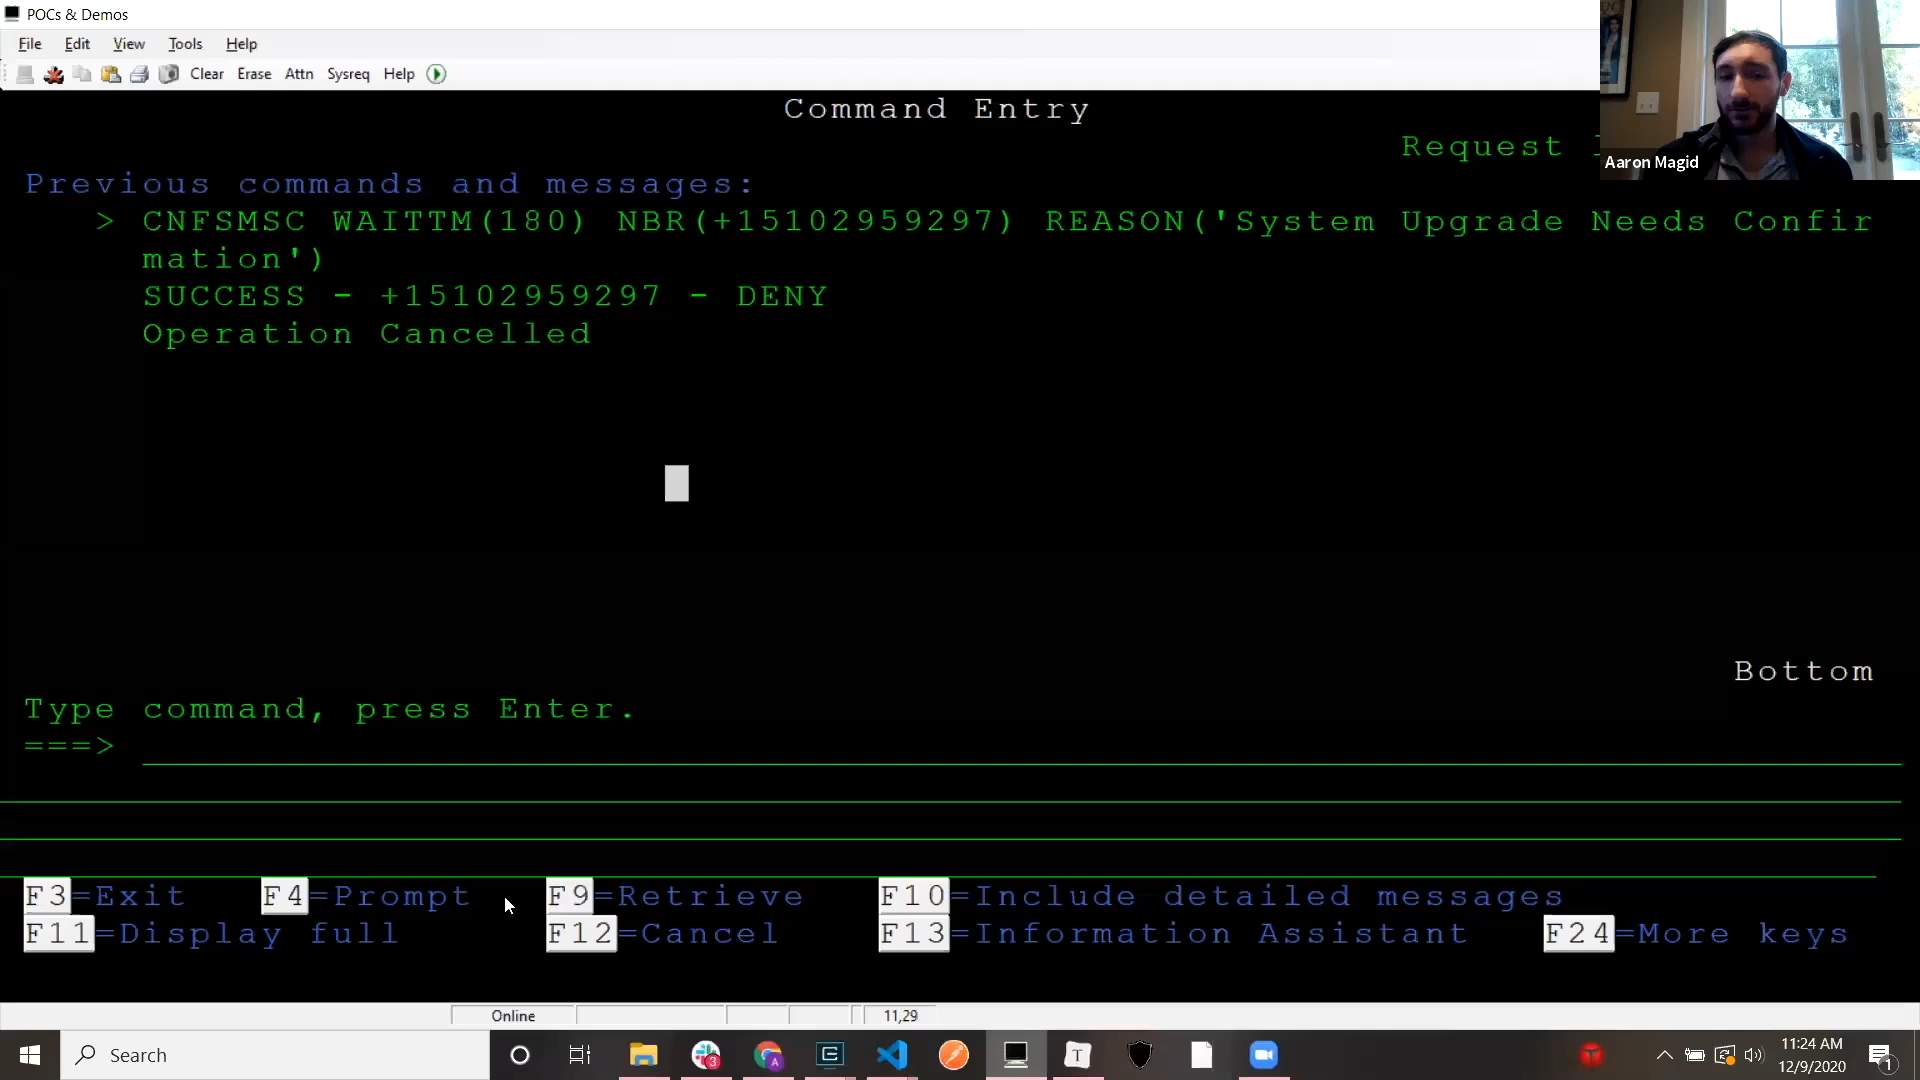 POCs & Demos
File Edit View Tools Help
Clear Erase Attn Sysreq Help
Command Entry
Request
Previous commands and messages:
> CNFSMSC WAITTM(180) NBR(+15102959297) REASON('System Upgrade Needs Confir
mation')
SUCCESS - +15102959297 - DENY
Operation Cancelled
Bottom
Type command, press Enter.
===>
F3=Exit F4=Prompt F9=Retrieve F10=Include detailed messages
F11=Display full F12=Cancel F13=Information Assistant F24=More keys
Online 11,29
Search
11:24 AM
12/9/2020
Aaron Magid